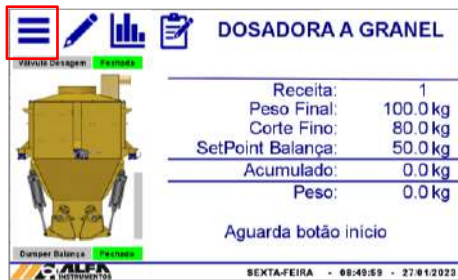 DOSADORA A GRANEL
Válvula Dosagem Fechada
Receita: 1
Peso Final: 100.0 kg
Corte Fino: 80.0 kg
SetPoint Balança: 50.0 kg
Acumulado: 0.0 kg
Peso: 0.0 kg
Aguarda botão início
Dumper Balança Fechado
ALFA
INSTRUMENTOS
SEXTA-FEIRA - 08:49:59 - 27/01/2023